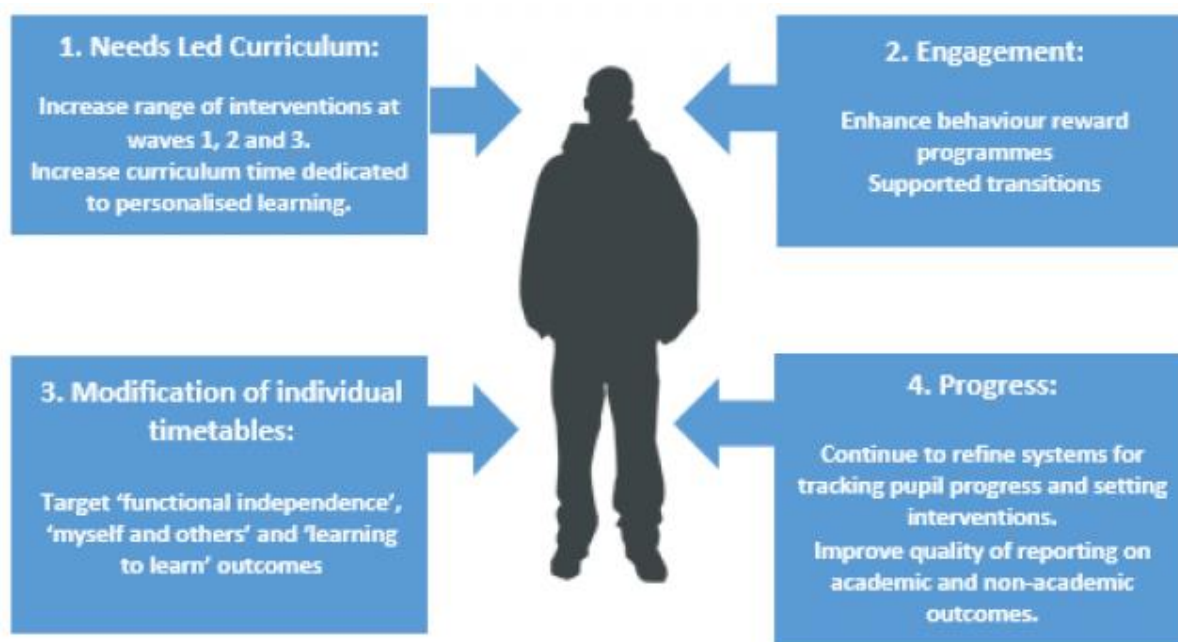 1. Needs Led Curriculum:
Increase range of interventions at
waves 1, 2 and 3.
Increase curriculum time dedicated
to personalised learning.
2. Engagement:
Enhance behaviour reward
programmes
Supported transitions
3. Modification of individual
timetables:
Target ‘functional independence’,
‘myself and others’ and ‘learning
to learn’ outcomes
4. Progress:
Continue to refine systems for
tracking pupil progress and setting
interventions.
Improve quality of reporting on
academic and non-academic
outcomes.